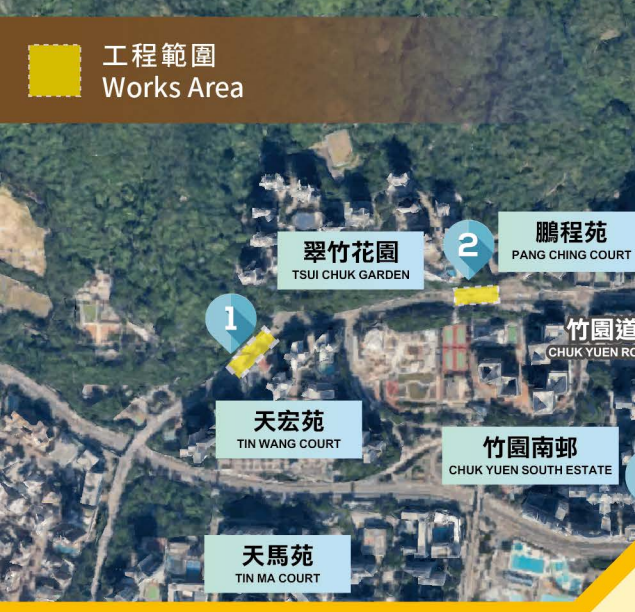 工程範圍
Works Area
鵬程苑
PANG CHING COURT
2
翠竹花園
TSUI CHUK GARDEN
1
竹園道
CHUK YUEN
天宏苑
TIN WANG COURT
竹園南邨
CHUK YUEN SOUTH ESTATE
天馬苑
TIN MA COURT